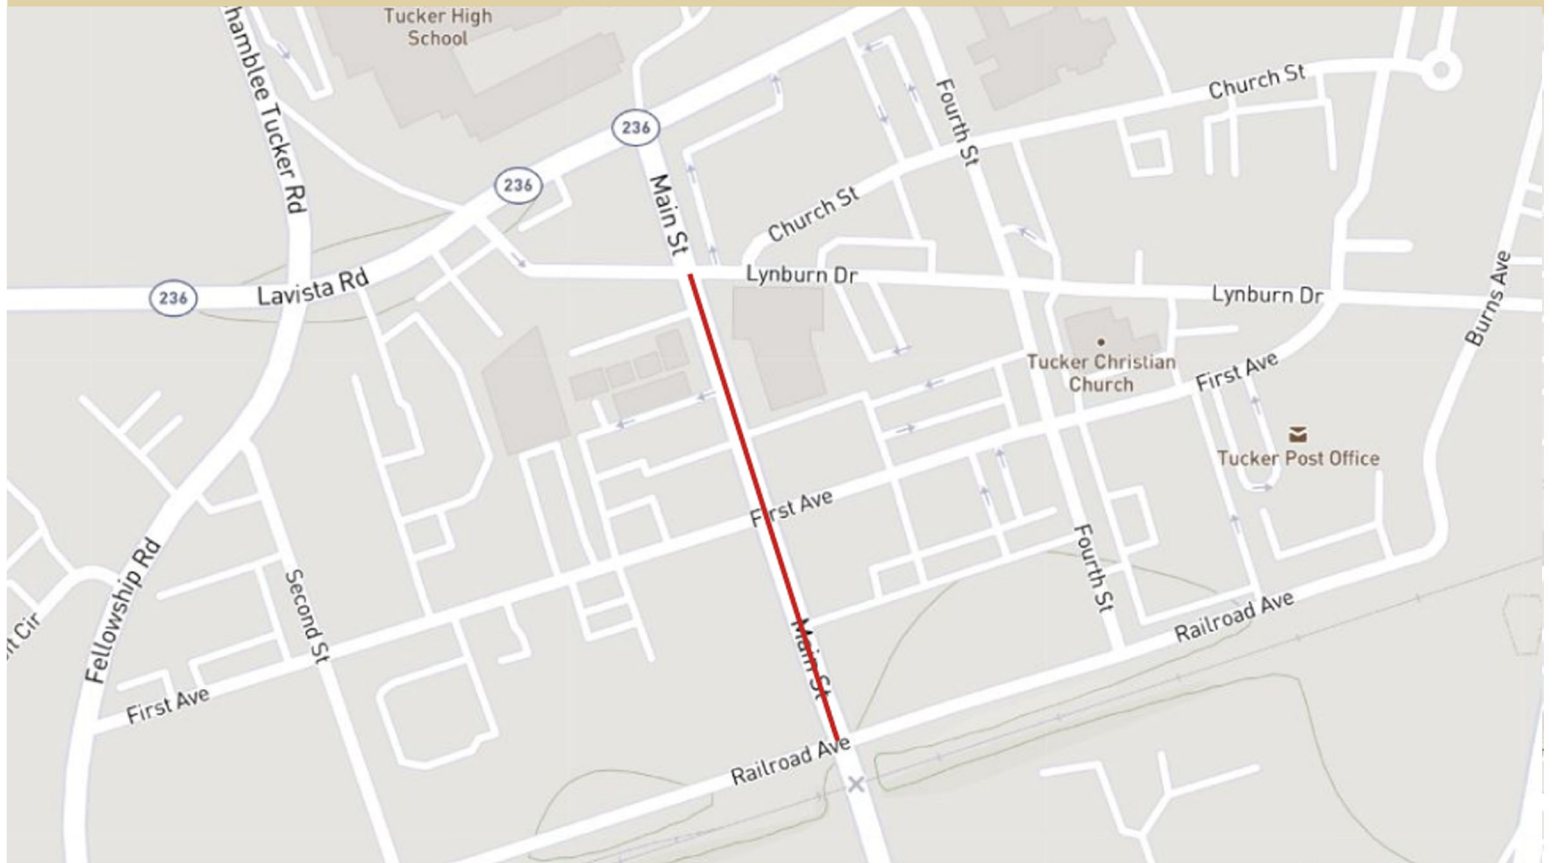 Tucker High
School
hamblee Tucker Rd
236
Church St
Fourth St
236
Main St
Church St
Lynburn Dr
Lavista Rd
236
Lynburn Dr
Burns Ave
Tucker Christian
Church
First Ave
Tucker Post Office
First Ave
Fourth St
Fellowship Rd
Second St
Railroad Ave
Main St
First Ave
Railroad Ave